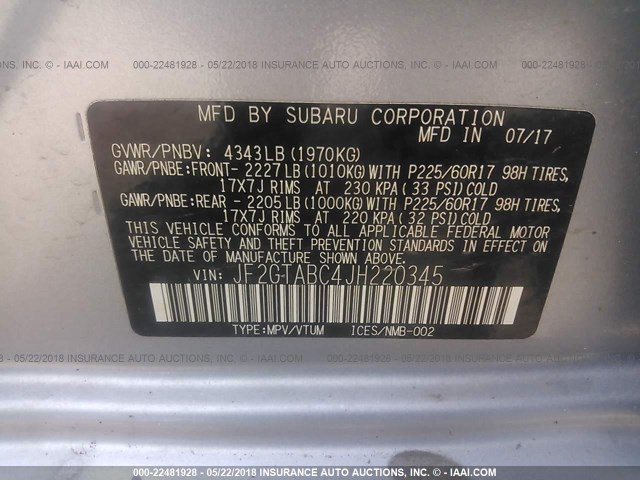 000-22481928 - 05/22/2018 INSURANCE AUTO AUCTIONS, INC. © - IAAI.COM
MFD BY SUBARU CORPORATION
MFD IN 07/17
GVWR/PNBV: 4343LB(1970KG)
GAWR/PNBE:FRONT- 2227LB(1010KG)WITH P225/60R17 98H TIRES,
17X7J RIMS AT 230 KPA(33 PSI)COLD
GAWR/PNBE:REAR - 2205LB(1000KG)WITH P225/60R17 98H TIRES,
17X7J RIMS AT 220 KPA(32 PSI)COLD
THIS VEHICLE CONFORMS TO ALL APPLICABLE FEDERAL MOTOR
VEHICLE SAFETY AND THEFT PREVENTION STANDARDS IN EFFECT ON
THE DATE OF MANUFACTURE SHOWN ABOVE.
VIN: JF2GTABC4JH220345
TYPE:MPV/VTUM ICES/NMB-002
000-22481928 - 05/22/2018 INSURANCE AUTO AUCTIONS, INC. © - IAAI.COM